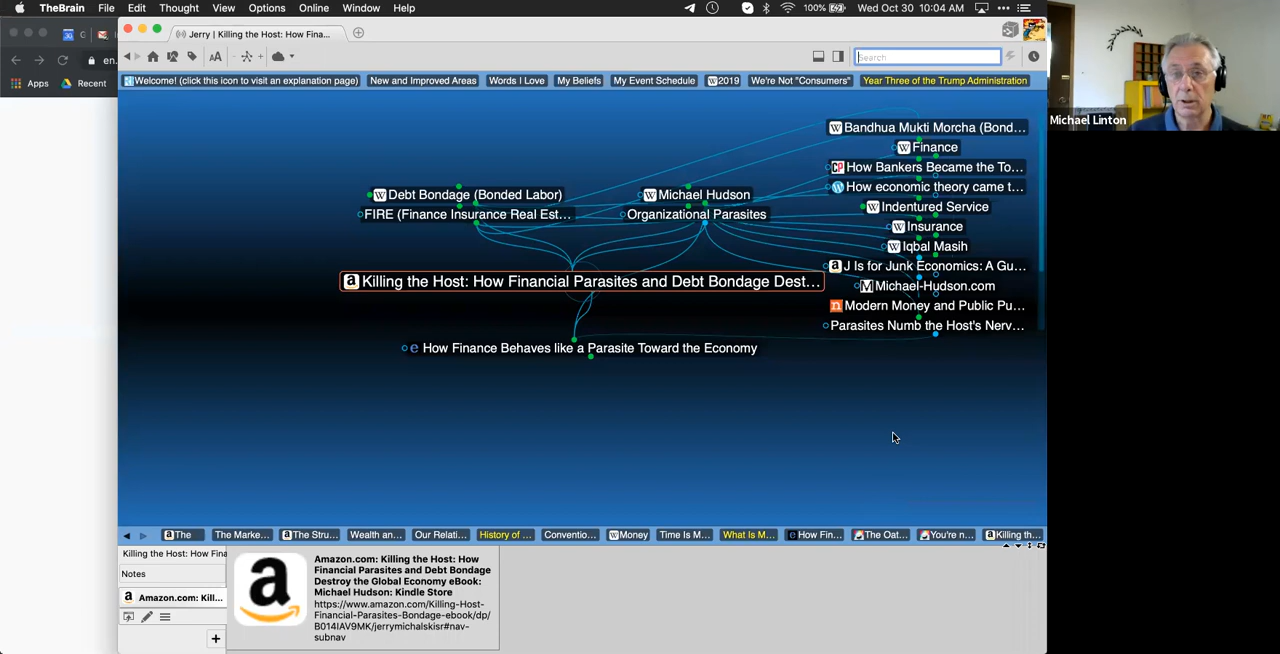 TheBrain File Edit Thought View Options Online Window Help 100% Wed Oct 30 10:04 AM
Jerry | Killing the Host: How Fina...
en.
Search
Apps Recent
Welcome! (click this icon to visit an explanation page) New and Improved Areas Words I Love My Beliefs My Event Schedule 2019 We're Not "Consumers" Year Three of the Trump Administration
Michael Linton
Bandhua Mukti Morcha (Bond...
Finance
How Bankers Became the To...
How economic theory came t...
Debt Bondage (Bonded Labor)
Michael Hudson
Indentured Service
FIRE (Finance Insurance Real Est...
Organizational Parasites
Insurance
Iqbal Masih
J Is for Junk Economics: A Gu...
Killing the Host: How Financial Parasites and Debt Bondage Dest...
Michael-Hudson.com
Modern Money and Public Pu...
Parasites Numb the Host's Nerv...
How Finance Behaves like a Parasite Toward the Economy
The The Marke... The Stru... Wealth an... Our Relati... History of ... Conventio... Money Time Is M... What Is M... How Fin... The Oat... You're n... Killing th...
Killing the Host: How Fina
Notes
Amazon.com: Kill...
Amazon.com: Killing the Host: How
Financial Parasites and Debt Bondage
Destroy the Global Economy eBook:
Michael Hudson: Kindle Store
https://www.amazon.com/Killing-Host-
Financial-Parasites-Bondage-ebook/dp/
B014IAV9MK/jerrymichalskisr#nav-
subnav